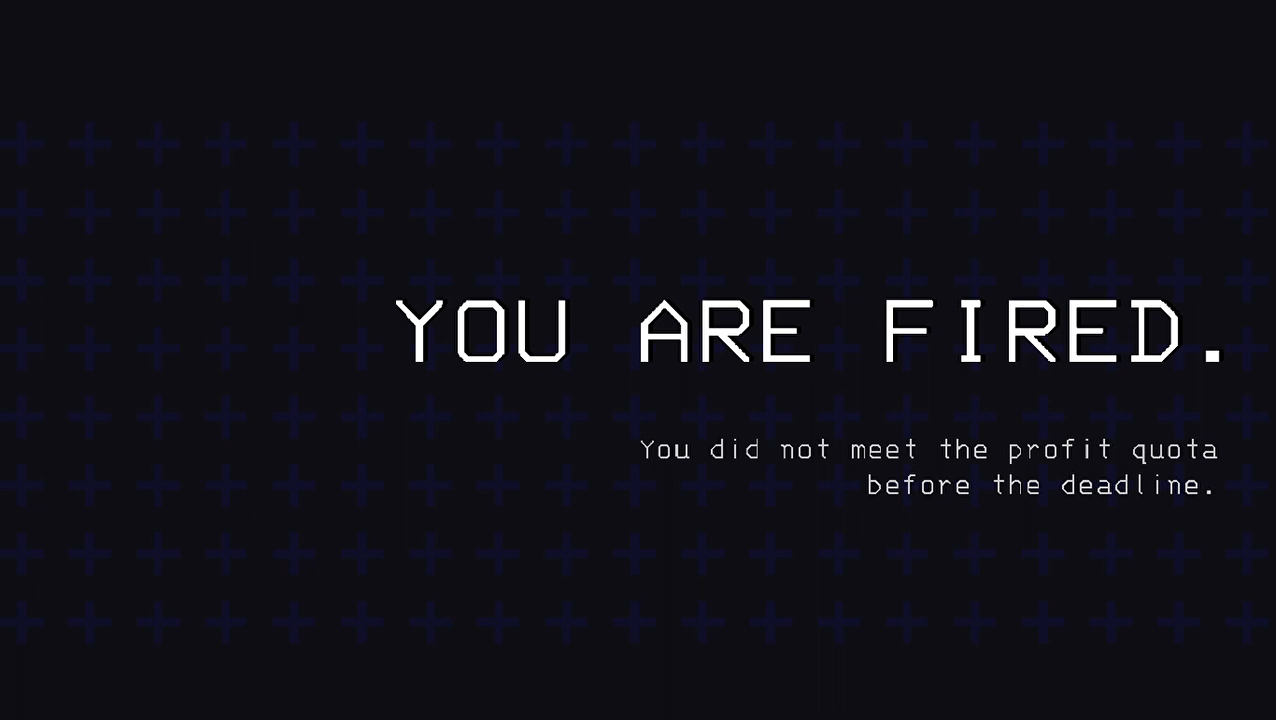 YOU ARE FIRED.
You did not meet the profit quota
before the deadline.